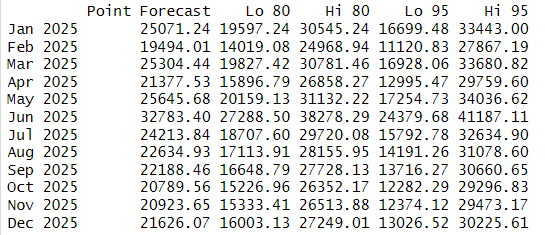 Point Forecast Lo 80 Hi 80 Lo 95 Hi 95
Jan 2025 25071.24 19597.24 30545.24 16699.48 33443.00
Feb 2025 19494.01 14019.08 24968.94 11120.83 27867.19
Mar 2025 25304.44 19827.42 30781.46 16928.06 33680.82
Apr 2025 21377.53 15896.79 26858.27 12995.47 29759.60
May 2025 25645.68 20159.13 31132.22 17254.73 34036.62
Jun 2025 32783.40 27288.50 38278.29 24379.68 41187.11
Jul 2025 24213.84 18707.60 29720.08 15792.78 32634.90
Aug 2025 22634.93 17113.91 28155.95 14191.26 31078.60
Sep 2025 22188.46 16648.79 27728.13 13716.27 30660.65
Oct 2025 20789.56 15226.96 26352.17 12282.29 29296.83
Nov 2025 20923.65 15333.41 26513.88 12374.12 29473.17
Dec 2025 21626.07 16003.13 27249.01 13026.52 30225.61